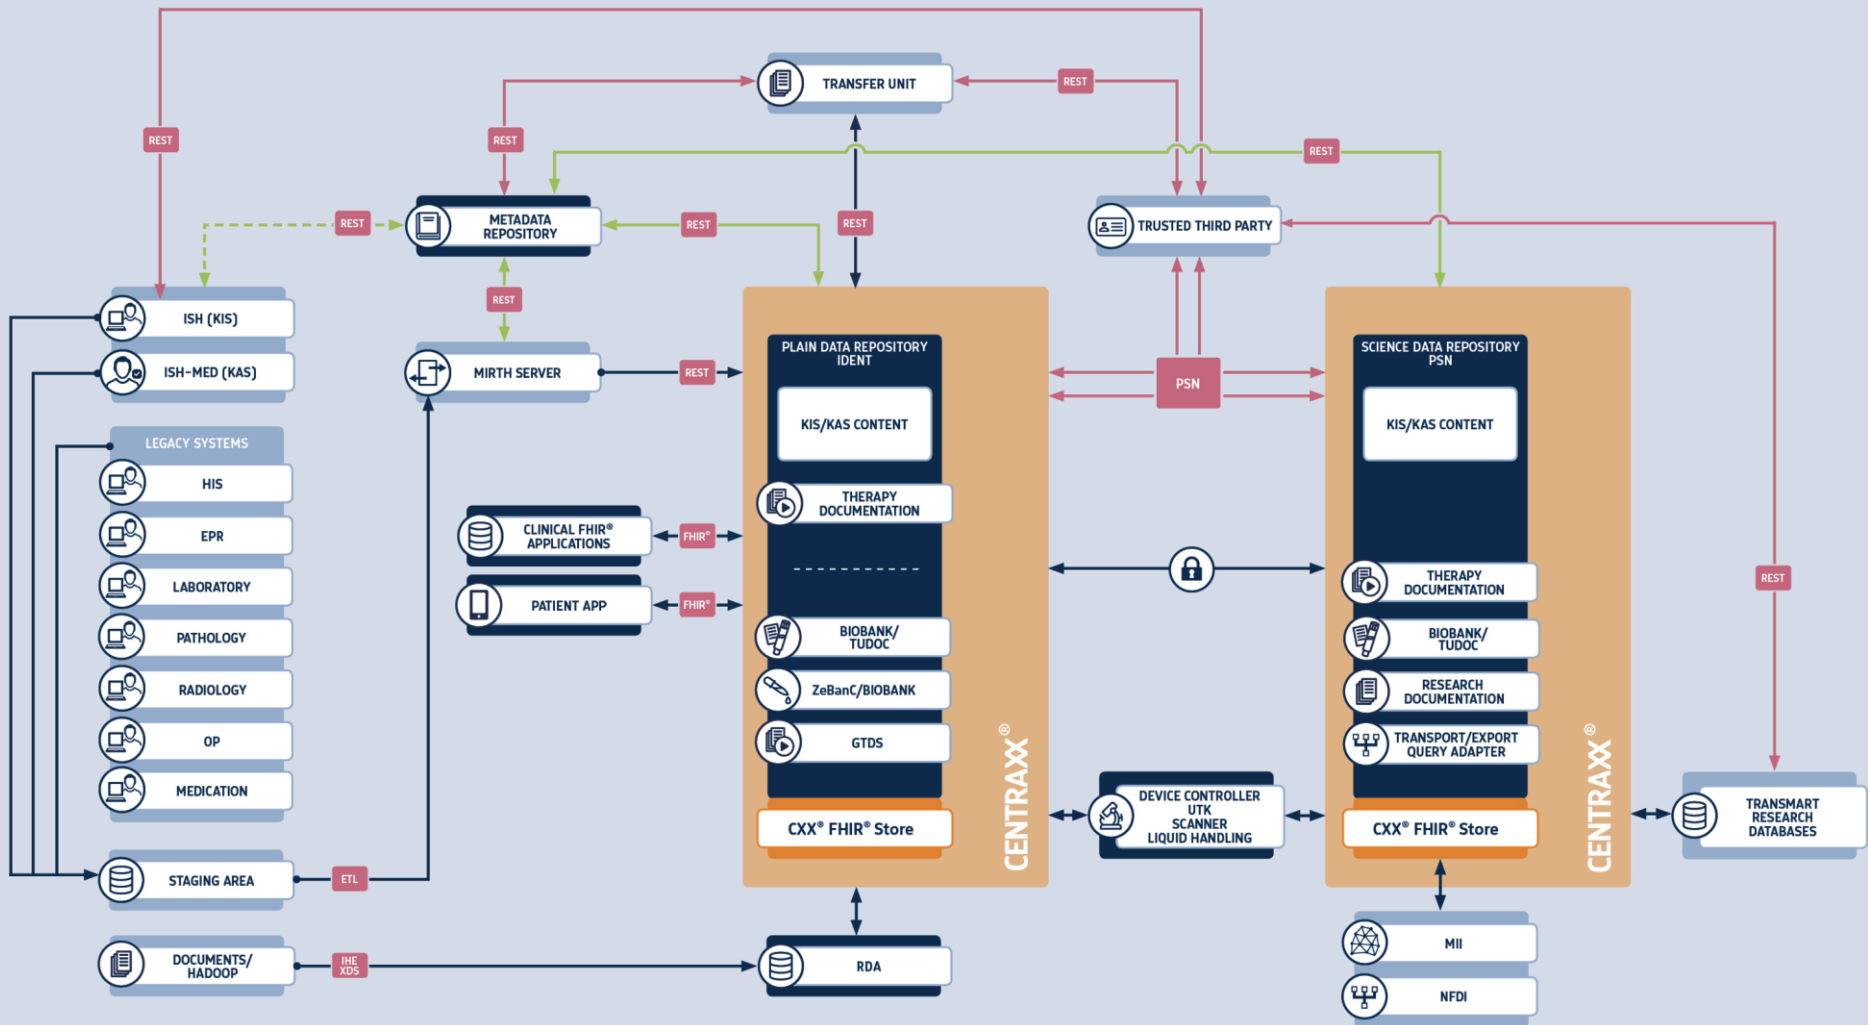 TRANSFER UNIT
REST
REST
REST
REST
REST
METADATA
REPOSITORY
REST
REST
REST
TRUSTED THIRD PARTY
REST
ISH (KIS)
ISH-MED (KAS)
MIRTH SERVER
REST
PSN
LEGACY SYSTEMS
HIS
EPR
LABORATORY
PATHOLOGY
RADIOLOGY
OP
MEDICATION
STAGING AREA
ETL
DOCUMENTS/
HADOOP
IHE
XDS
CLINICAL FHIR®
APPLICATIONS
FHIR®
PATIENT APP
FHIR®
PLAIN DATA REPOSITORY
IDENT
KIS/KAS CONTENT
THERAPY
DOCUMENTATION
BIOBANK/
TUDOC
ZeBanC/BIOBANK
GTDS
CXX® FHIR® Store
CENTRAXX®
RDA
DEVICE CONTROLLER
UTK
SCANNER
LIQUID HANDLING
SCIENCE DATA REPOSITORY
PSN
KIS/KAS CONTENT
THERAPY
DOCUMENTATION
BIOBANK/
TUDOC
RESEARCH
DOCUMENTATION
TRANSPORT/EXPORT
QUERY ADAPTER
CXX® FHIR® Store
CENTRAXX®
MII
NFDI
REST
TRANSMART
RESEARCH
DATABASES